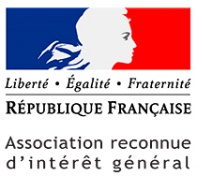 Liberté • Égalité • Fraternité
RÉPUBLIQUE FRANÇAISE
Association reconnue
d'intérêt général